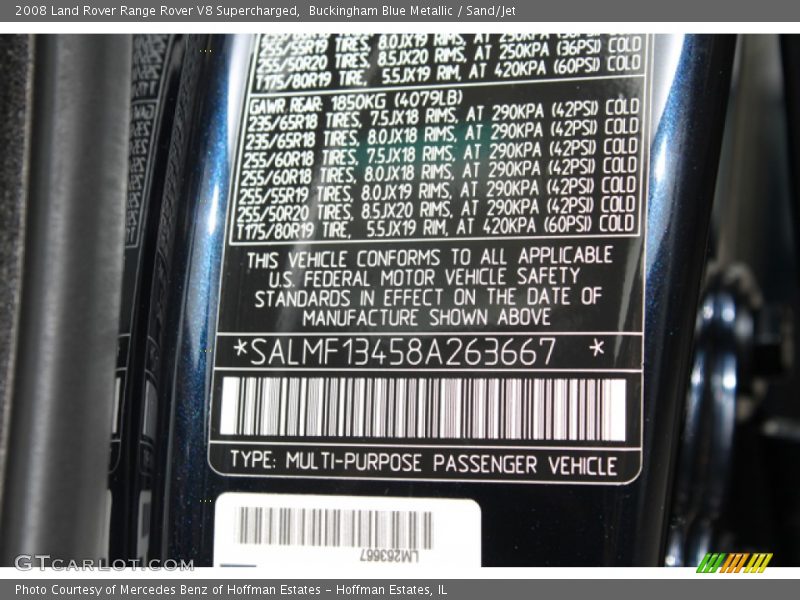 2008 Land Rover Range Rover V8 Supercharged,  Buckingham Blue Metallic / Sand/Jet
255/55R19 TIRES, 8.0JX19 RIMS, AT 250KPA (36PSI) COLD
255/50R20 TIRES, 8.5JX20 RIMS, AT 250KPA (36PSI) COLD
T175/80R19 TIRE, 5.5JX19 RIM, AT 420KPA (60PSI) COLD
GAWR REAR: 1850KG (4079LB)
235/65R18 TIRES, 7.5JX18 RIMS, AT 290KPA (42PSI) COLD
235/65R18 TIRES, 8.0JX18 RIMS, AT 290KPA (42PSI) COLD
255/60R18 TIRES, 7.5JX18 RIMS, AT 290KPA (42PSI) COLD
255/60R18 TIRES, 8.0JX18 RIMS, AT 290KPA (42PSI) COLD
255/55R19 TIRES, 8.0JX19 RIMS, AT 290KPA (42PSI) COLD
255/50R20 TIRES, 8.5JX20 RIMS, AT 290KPA (42PSI) COLD
T175/80R19 TIRE, 5.5JX19 RIM, AT 420KPA (60PSI) COLD
THIS VEHICLE CONFORMS TO ALL APPLICABLE
U.S. FEDERAL MOTOR VEHICLE SAFETY
STANDARDS IN EFFECT ON THE DATE OF
MANUFACTURE SHOWN ABOVE
*SALMF13458A263667 *
TYPE: MULTI-PURPOSE PASSENGER VEHICLE
LM263667
GTCARLOT.COM
Photo Courtesy of Mercedes Benz of Hoffman Estates - Hoffman Estates, IL